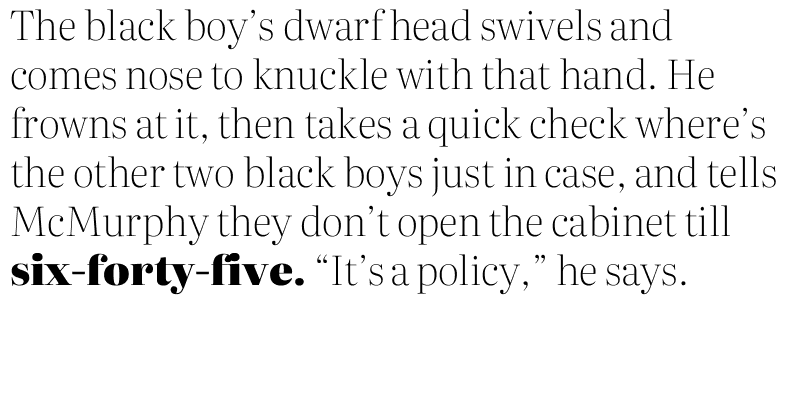 The black boy’s dwarf head swivels and
comes nose to knuckle with that hand. He
frowns at it, then takes a quick check where’s
the other two black boys just in case, and tells
McMurphy they don’t open the cabinet till
six-forty-five. “It’s a policy,” he says.